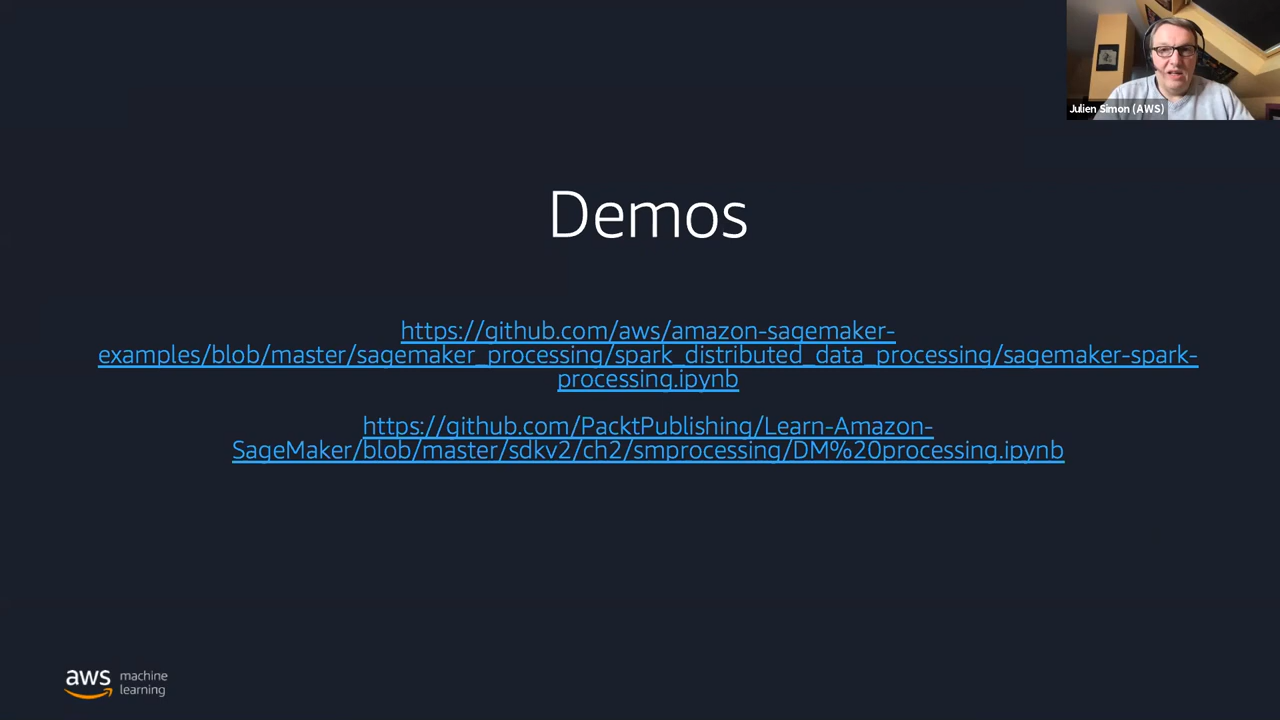 Julien Simon (AWS)
Demos
https://github.com/aws/amazon-sagemaker-
examples/blob/master/sagemaker_processing/spark_distributed_data_processing/sagemaker-spark-
processing.ipynb
https://github.com/PacktPublishing/Learn-Amazon-
SageMaker/blob/master/sdkv2/ch2/smprocessing/DM%20processing.ipynb
aws machine
learning